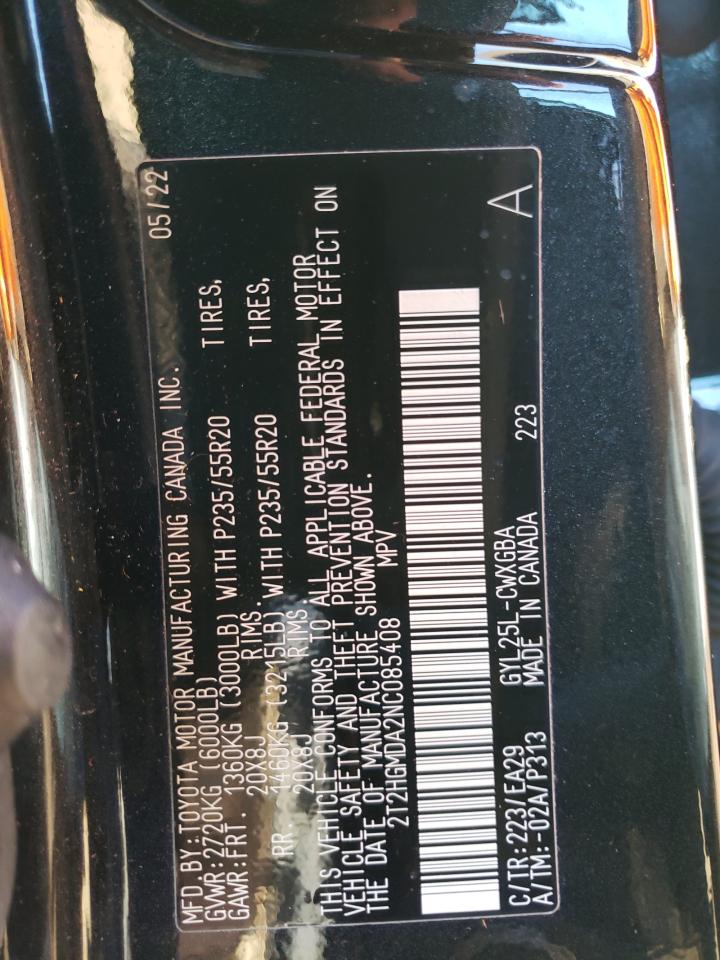 MFD.BY:TOYOTA MOTOR MANUFACTURING CANADA INC. 05/22
GVWR:2720KG (6000LB)
GAWR:FRT. 1360KG (3000LB) WITH P235/55R20 TIRES,
20X8J RIMS.
RR. 1460KG (3215LB) WITH P235/55R20 TIRES,
20X8J RIMS
THIS VEHICLE CONFORMS TO ALL APPLICABLE FEDERAL MOTOR
VEHICLE SAFETY AND THEFT PREVENTION STANDARDS IN EFFECT ON
THE DATE OF MANUFACTURE SHOWN ABOVE.
2T2HGMDA2NC085408 MPV
C/TR:223/EA29 GYL25L-CWXGBA
A/TM:-02A/P313 MADE IN CANADA 223 A